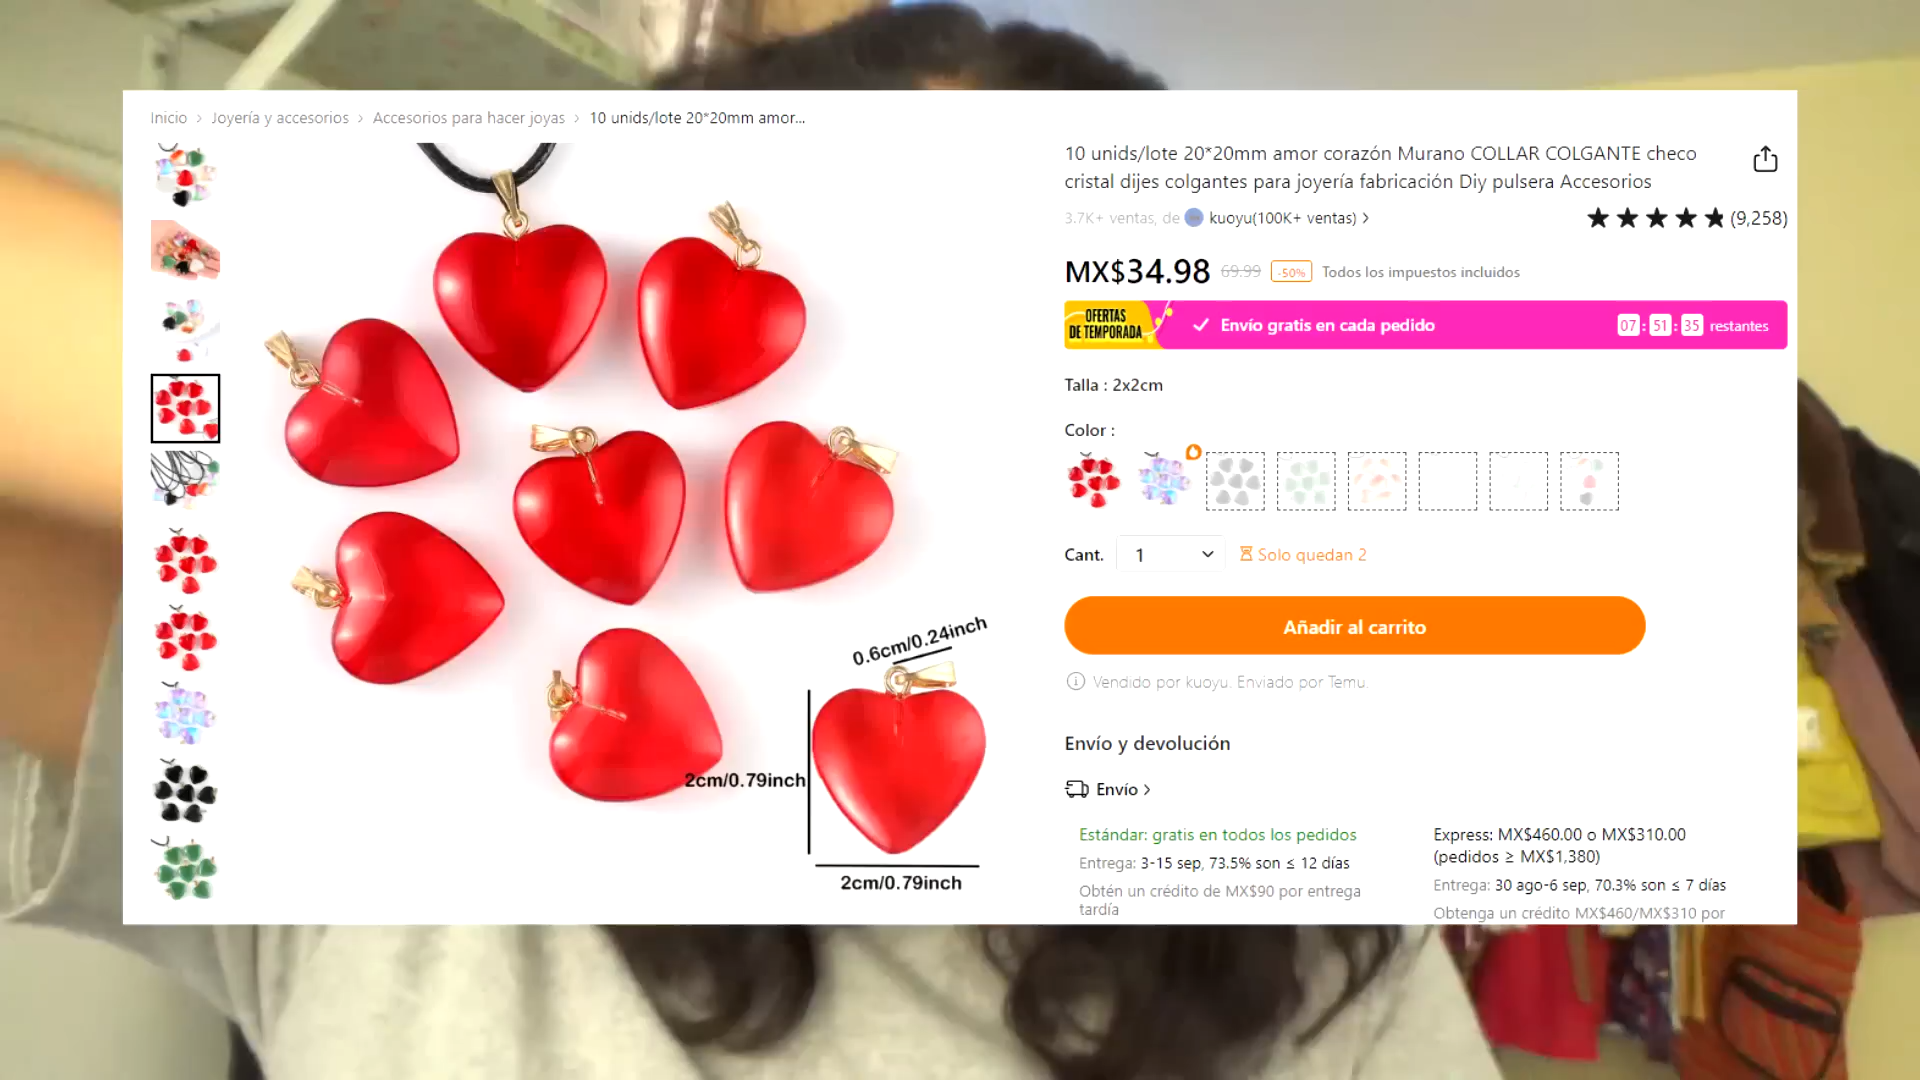 Inicio > Joyería y accesorios > Accesorios para hacer joyas > 10 unids/lote 20*20mm amor...
10 unids/lote 20*20mm amor corazón Murano COLLAR COLGANTE checo
cristal dijes colgantes para joyería fabricación Diy pulsera Accesorios
3.7K+ ventas, de kuoyu(100K+ ventas) >
(9,258)
MX$34.98 69.99 -50% Todos los impuestos incluidos
OFERTAS
DE TEMPORADA
Envío gratis en cada pedido
07:51:35 restantes
Talla : 2x2cm
Color :
Cant. 1
Solo quedan 2
Añadir al carrito
Vendido por kuoyu. Enviado por Temu.
Envío y devolución
Envío >
Estándar: gratis en todos los pedidos
Entrega: 3-15 sep, 73.5% son ≤ 12 días
Obtén un crédito de MX$90 por entrega
tardía
Express: MX$460.00 o MX$310.00
(pedidos ≥ MX$1,380)
Entrega: 30 ago-6 sep, 70.3% son ≤ 7 días
Obtenga un crédito MX$460/MX$310 por
0.6cm/0.24inch
2cm/0.79inch
2cm/0.79inch